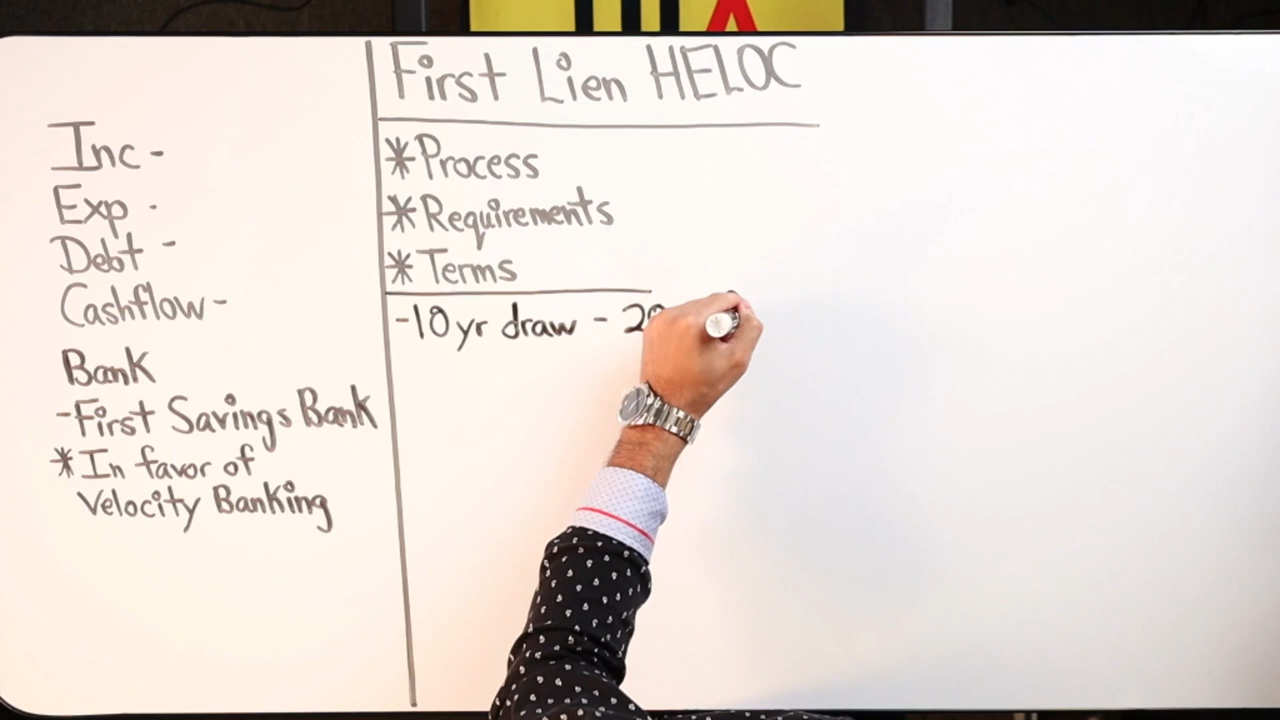 Inc -
Exp -
Debt -
Cashflow -
Bank
- First Savings Bank
* In favor of
Velocity Banking
First Lien HELOC
* Process
* Requirements
* Terms
- 10 yr draw -